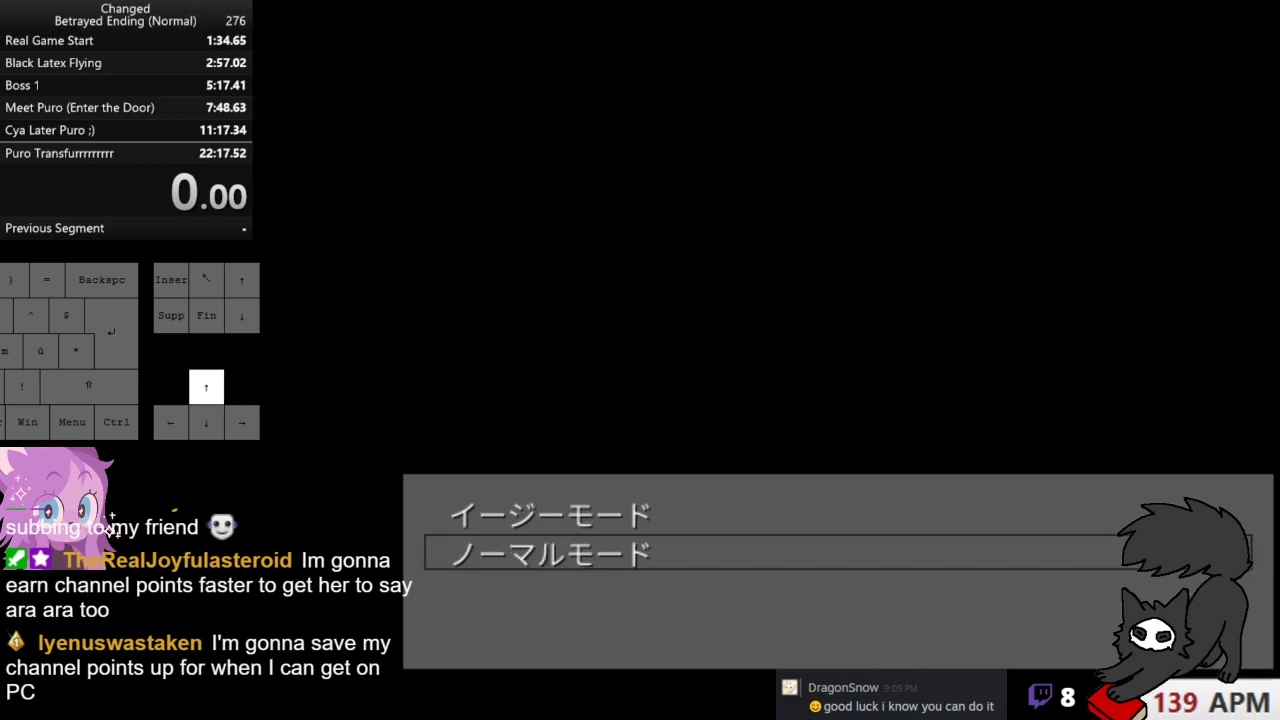 Changed
Betrayed Ending (Normal) 276
Real Game Start 1:34.65
Black Latex Flying 2:57.02
Boss 1 5:17.41
Meet Puro (Enter the Door) 7:48.63
Cya Later Puro ;) 11:17.34
Puro Transfurrrrrrrrr 22:17.52
0.00
Previous Segment -
) = Backspc Inser ↖ ↑
^ $ ↵ Supp Fin ↓
m ù *
! ⇧ ↑
Win Menu Ctrl ← ↓ →
subbing to my friend
TheRealJoyfulasteroid Im gonna
earn channel points faster to get her to say
ara ara too
lyenuswastaken I'm gonna save my
channel points up for when I can get on
PC
イージーモード
ノーマルモード
DragonSnow 9:05 PM
😊good luck i know you can do it
8
139 APM